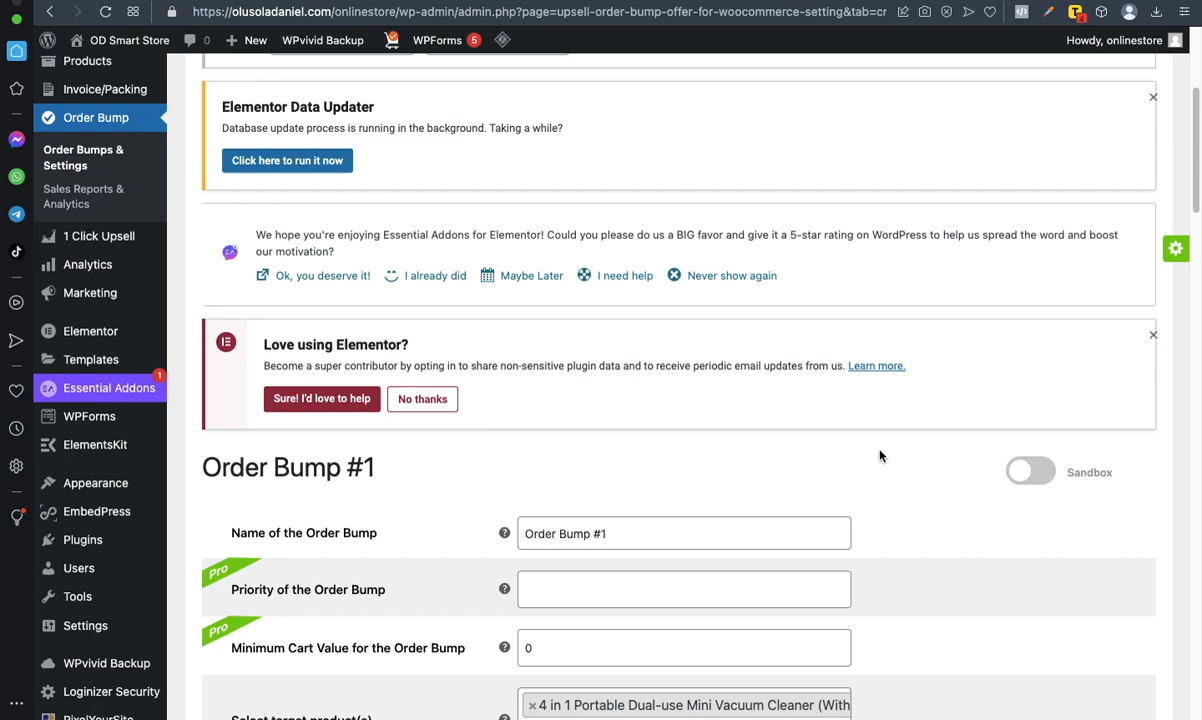 https://olusoladaniel.com/onlinestore/wp-admin/admin.php?page=upsell-order-bump-offer-for-woocommerce-setting&tab=cr
4
OD Smart Store
0
New
WPvivid Backup
WPForms 5
Howdy, onlinestore
Products
Invoice/Packing
Order Bump
Order Bumps &
Settings
Sales Reports &
Analytics
1 Click Upsell
Analytics
Marketing
Elementor
Templates
Essential Addons 1
WPForms
ElementsKit
Appearance
EmbedPress
Plugins
Users
Tools
Settings
WPvivid Backup
Loginizer Security
PixelYourSite
Elementor Data Updater
Database update process is running in the background. Taking a while?
Click here to run it now
We hope you're enjoying Essential Addons for Elementor! Could you please do us a BIG favor and give it a 5-star rating on WordPress to help us spread the word and boost
our motivation?
Ok, you deserve it! I already did Maybe Later I need help Never show again
Love using Elementor?
Become a super contributor by opting in to share non-sensitive plugin data and to receive periodic email updates from us. Learn more.
Sure! I'd love to help No thanks
Order Bump #1
Sandbox
Name of the Order Bump ? Order Bump #1
Pro
Priority of the Order Bump ?
Pro
Minimum Cart Value for the Order Bump ? 0
×4 in 1 Portable Dual-use Mini Vacuum Cleaner (With
Select target product(s) ?